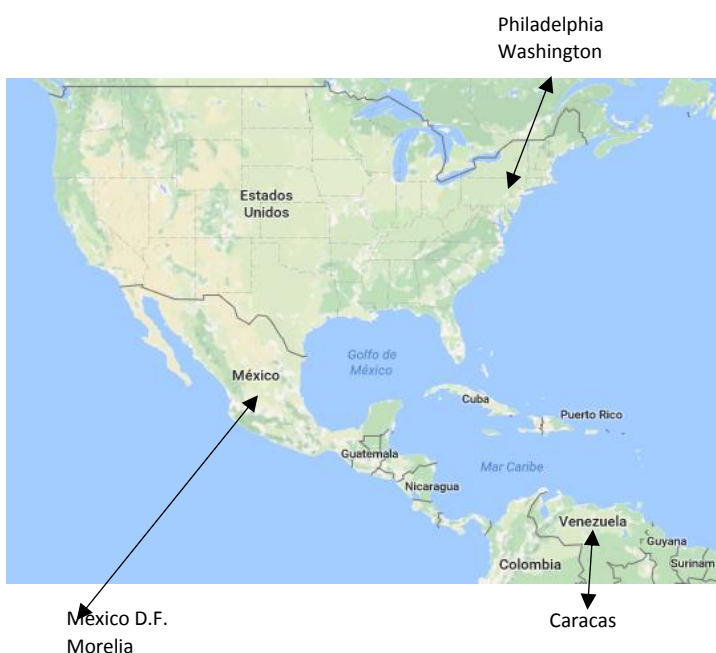 Philadelphia
Washington
Estados
Unidos
Golfo de
México
México
Cuba
Puerto Rico
Guatemala
Mar Caribe
Nicaragua
Venezuela
Guyana
Colombia
Surinam
México D.F.
Morelia
Caracas